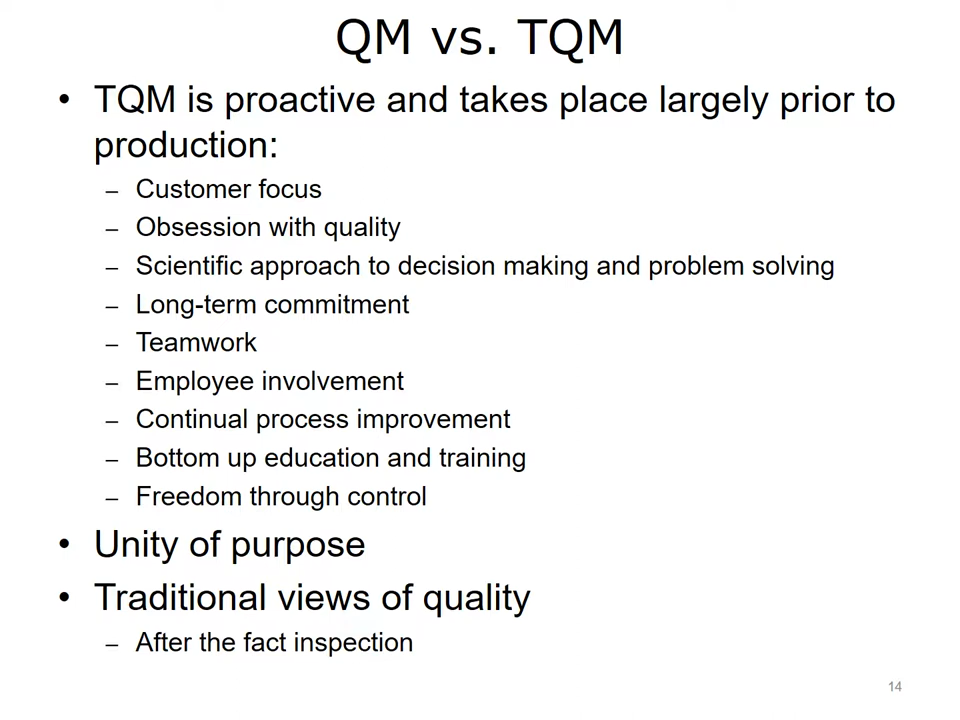 QM vs. TQM
• TQM is proactive and takes place largely prior to
production:
– Customer focus
– Obsession with quality
– Scientific approach to decision making and problem solving
– Long-term commitment
– Teamwork
– Employee involvement
– Continual process improvement
– Bottom up education and training
– Freedom through control
• Unity of purpose
• Traditional views of quality
– After the fact inspection
14